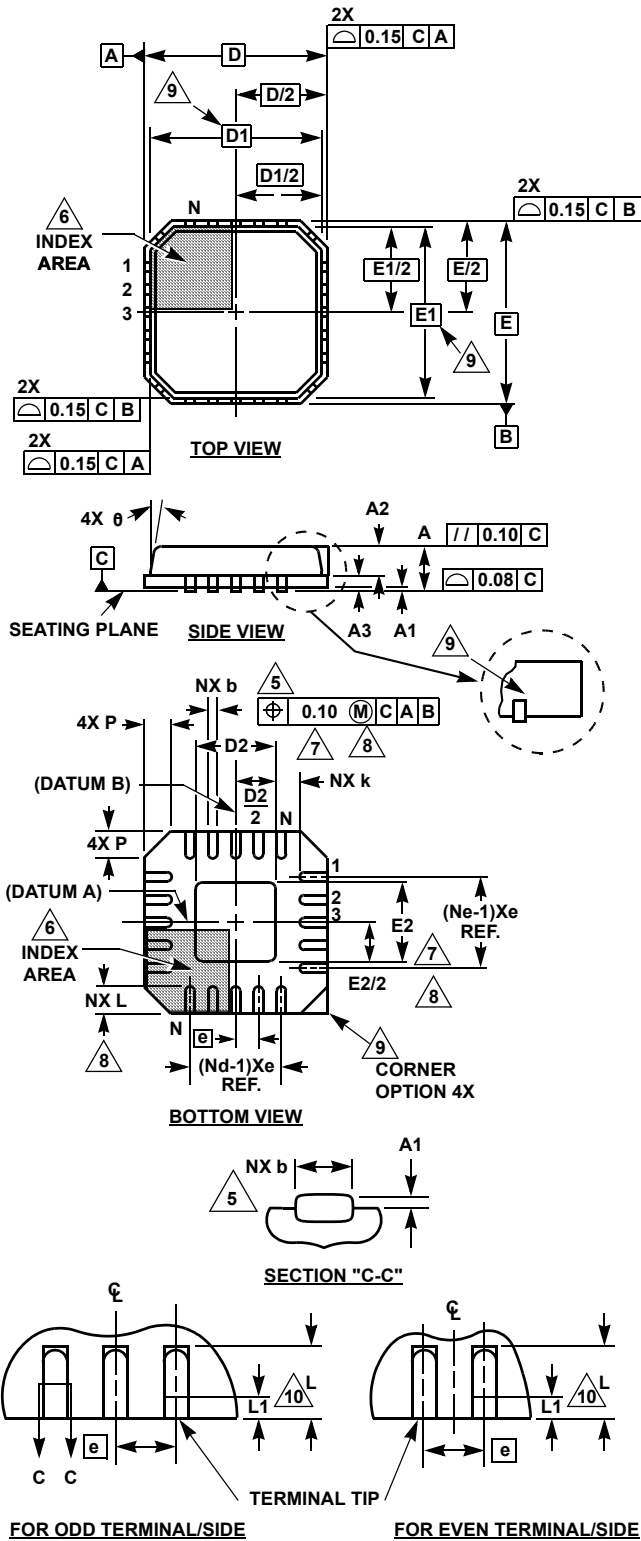 2X
⌓ 0.15 C A
A
D
D/2
9
D1
D1/2
2X
⌓ 0.15 C B
6
INDEX
AREA
N
1
2
3
E1/2
E/2
E1
E
9
2X
⌓ 0.15 C B
2X
⌓ 0.15 C A
B
TOP VIEW
4X θ
A2
A
// 0.10 C
C
⌓ 0.08 C
SEATING PLANE
SIDE VIEW
A3
A1
9
NX b
5
⌖ 0.10 Ⓜ C A B
4X P
D2
7
8
(DATUM B)
D2
2
NX k
N
4X P
1
(DATUM A)
2
3
(Ne-1)Xe
REF.
6
INDEX
AREA
E2
7
E2/2
NX L
8
8
N
e
(Nd-1)Xe
REF.
9
CORNER
OPTION 4X
BOTTOM VIEW
NX b
A1
5
SECTION "C-C"
C
L
C
L
L1
10
L
L1
10
L
e
C
C
e
TERMINAL TIP
FOR ODD TERMINAL/SIDE
FOR EVEN TERMINAL/SIDE